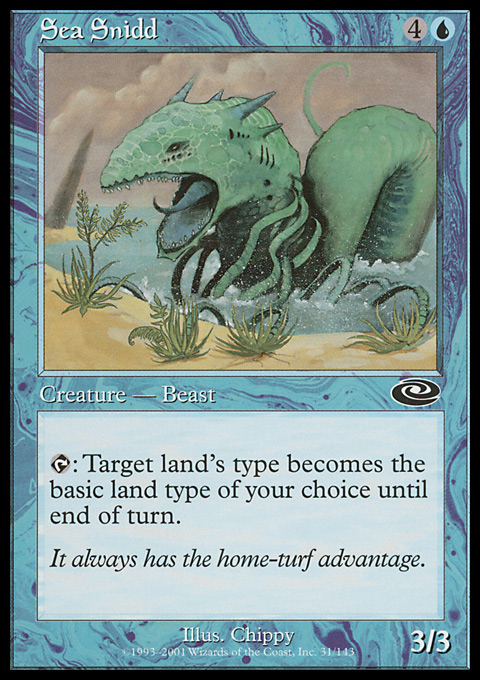 Sea Snidd 4
Creature — Beast
: Target land's type becomes the
basic land type of your choice until
end of turn.
It always has the home-turf advantage.
Illus. Chippy
©1993–2001 Wizards of the Coast, Inc. 31/143
3/3